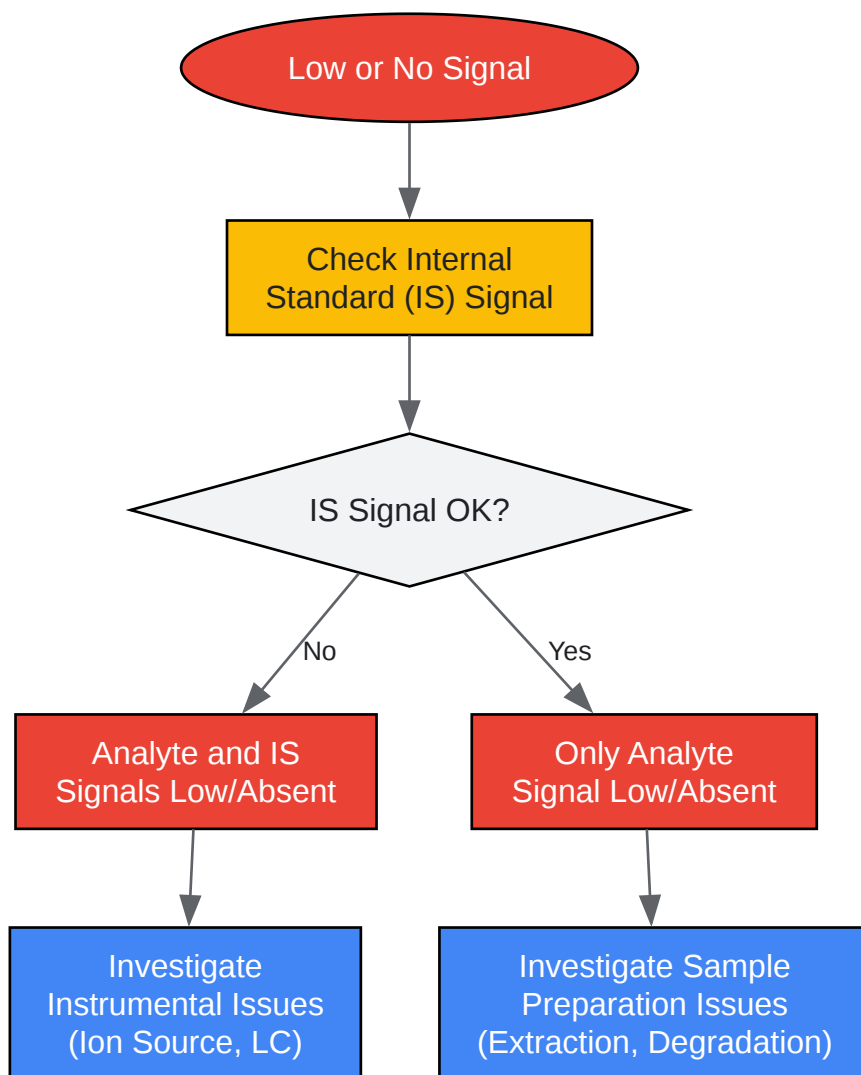 Low or No Signal
Check Internal
Standard (IS) Signal
IS Signal OK?
No
Yes
Analyte and IS
Signals Low/Absent
Only Analyte
Signal Low/Absent
Investigate
Instrumental Issues
(Ion Source, LC)
Investigate Sample
Preparation Issues
(Extraction, Degradation)